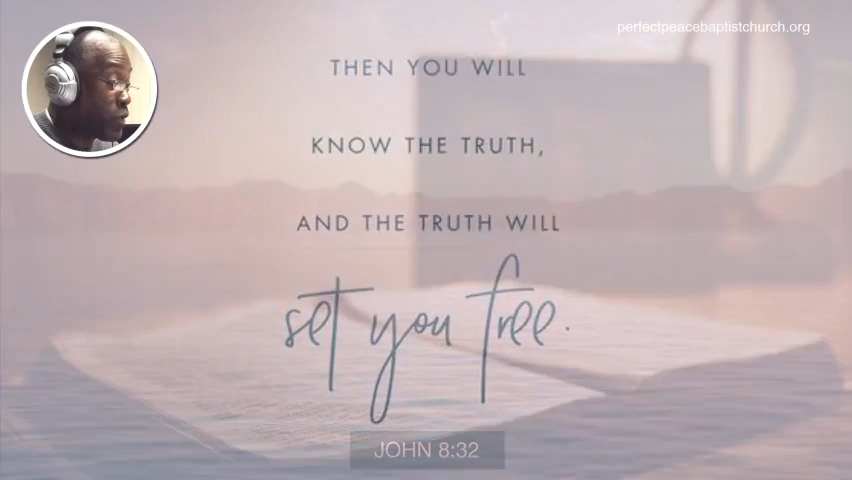 perfectpeacebaptistchurch.org
THEN YOU WILL
KNOW THE TRUTH,
AND THE TRUTH WILL
set you free.
JOHN 8:32